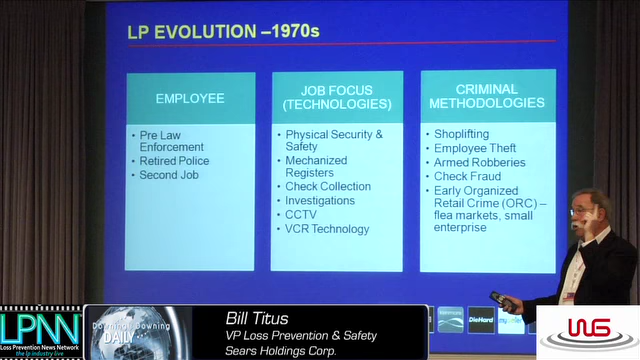 LP EVOLUTION –1970s
EMPLOYEE
• Pre Law
Enforcement
• Retired Police
• Second Job
JOB FOCUS
(TECHNOLOGIES)
• Physical Security &
Safety
• Mechanized
Registers
• Check Collection
• Investigations
• CCTV
• VCR Technology
CRIMINAL
METHODOLOGIES
• Shoplifting
• Employee Theft
• Armed Robberies
• Check Fraud
• Early Organized
Retail Crime (ORC) –
flea markets, small
enterprise
LPNN
Loss Prevention News Network
the lp industry live
Downing
DAILY
Bill Titus
VP Loss Prevention & Safety
Sears Holdings Corp.
DieHard